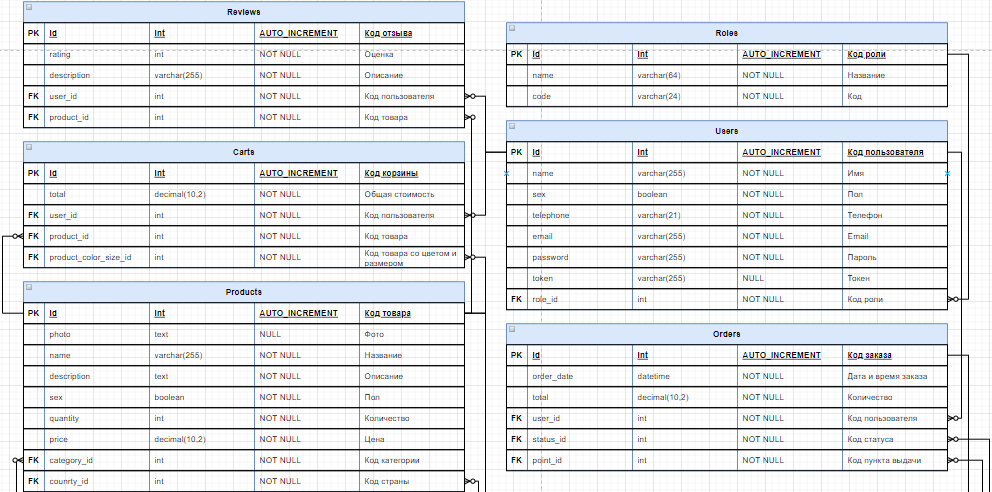 Reviews
PK Id Int AUTO_INCREMENT Код отзыва
rating int NOT NULL Оценка
description varchar(255) NOT NULL Описание
FK user_id int NOT NULL Код пользователя
FK product_id int NOT NULL Код товара
Carts
PK Id Int AUTO_INCREMENT Код корзины
total decimal(10,2) NOT NULL Общая стоимость
FK user_id int NOT NULL Код пользователя
FK product_id int NOT NULL Код товара
FK product_color_size_id int NOT NULL Код товара со цветом и
размером
Products
PK Id Int AUTO_INCREMENT Код товара
photo text NULL Фото
name varchar(255) NOT NULL Название
description text NOT NULL Описание
sex boolean NOT NULL Пол
quantity int NOT NULL Количество
price decimal(10,2) NOT NULL Цена
FK category_id int NOT NULL Код категории
FK counrty_id int NOT NULL Код страны
Roles
PK Id Int AUTO_INCREMENT Код роли
name varchar(64) NOT NULL Название
code varchar(24) NOT NULL Код
Users
PK Id Int AUTO_INCREMENT Код пользователя
name varchar(255) NOT NULL Имя
sex boolean NOT NULL Пол
telephone varchar(21) NOT NULL Телефон
email varchar(255) NOT NULL Email
password varchar(255) NOT NULL Пароль
token varchar(255) NULL Токен
FK role_id int NOT NULL Код роли
Orders
PK Id Int AUTO_INCREMENT Код заказа
order_date datetime NOT NULL Дата и время заказа
total decimal(10,2) NOT NULL Количество
FK user_id int NOT NULL Код пользователя
FK status_id int NOT NULL Код статуса
FK point_id int NOT NULL Код пункта выдачи